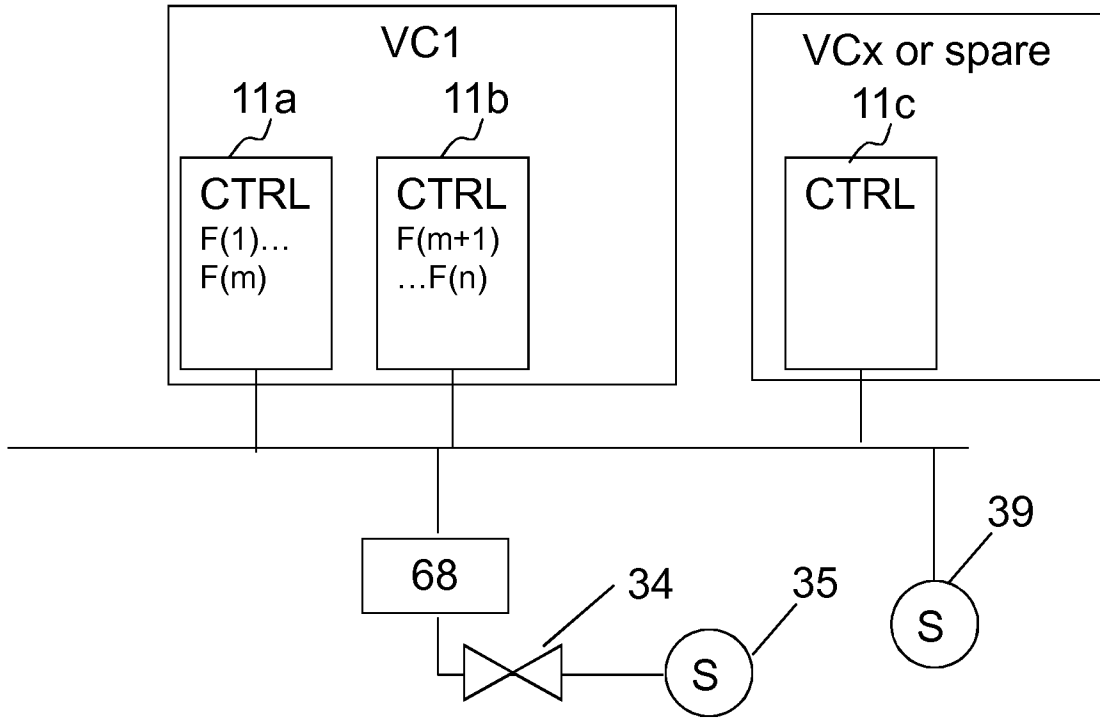 VC1
VCx or spare
11a
11b
11c
CTRL
F(1)…
F(m)
CTRL
F(m+1)
…F(n)
CTRL
68
34
35
39
S
S